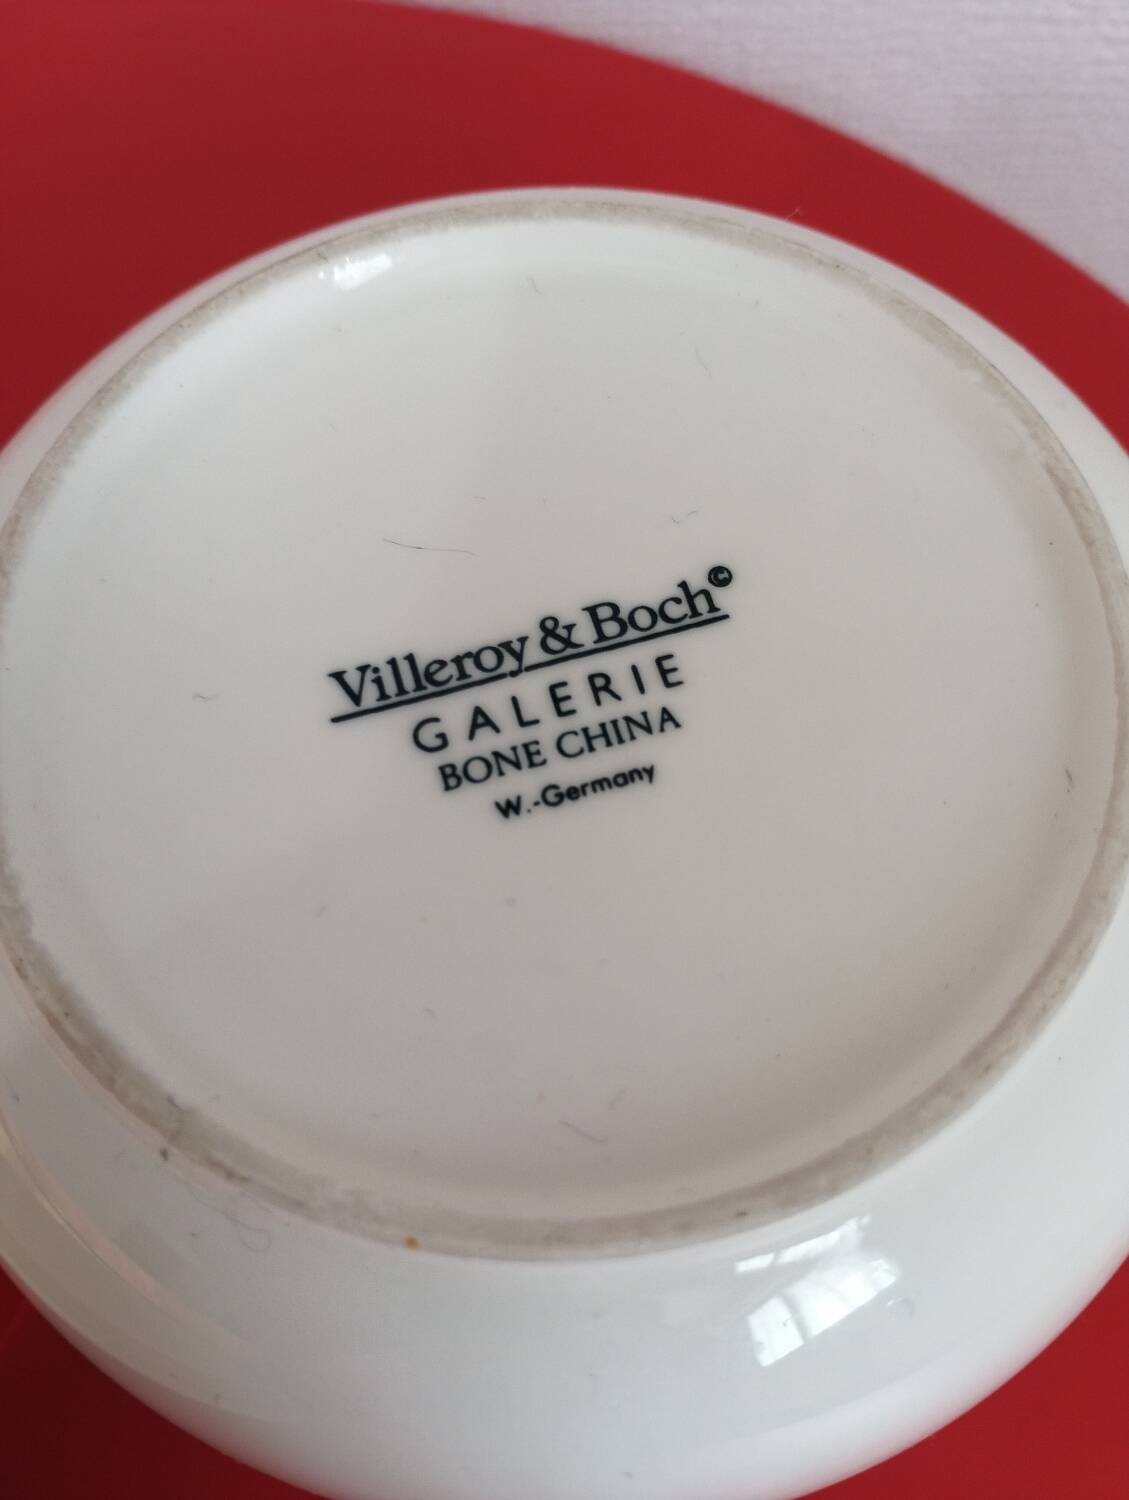 Villeroy & Boch©
GALERIE
BONE CHINA
W.-Germany